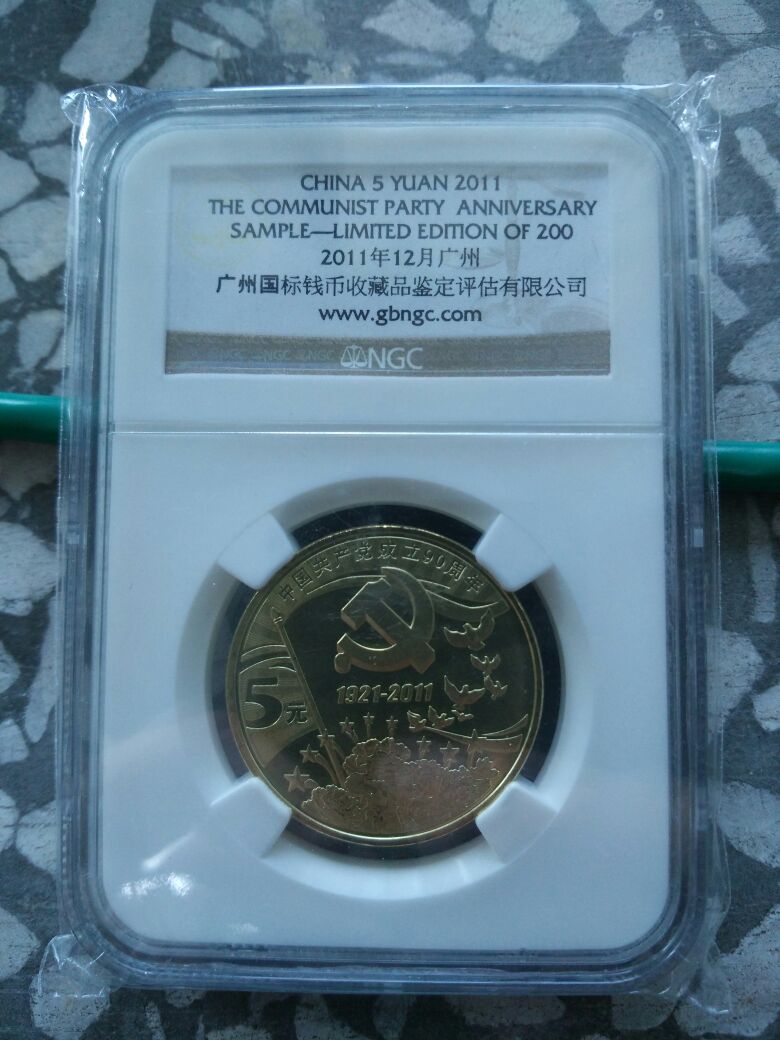 CHINA 5 YUAN 2011
THE COMMUNIST PARTY ANNIVERSARY
SAMPLE—LIMITED EDITION OF 200
2011年12月广州
广州国标钱币收藏品鉴定评估有限公司
www.gbngc.com
NGC NGC NGC NGC
中国共产党成立90周年
1921-2011
5元